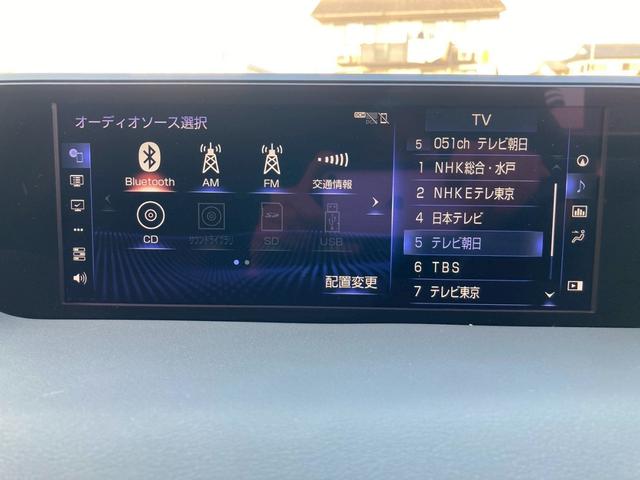 オーディオソース選択
Bluetooth
AM
FM
交通情報
CD
サウンドライブラリ
SD
USB
配置変更
TV
5 051ch テレビ朝日
1 NHK総合・水戸
2 NHKEテレ東京
4 日本テレビ
5 テレビ朝日
6 TBS
7 テレビ東京